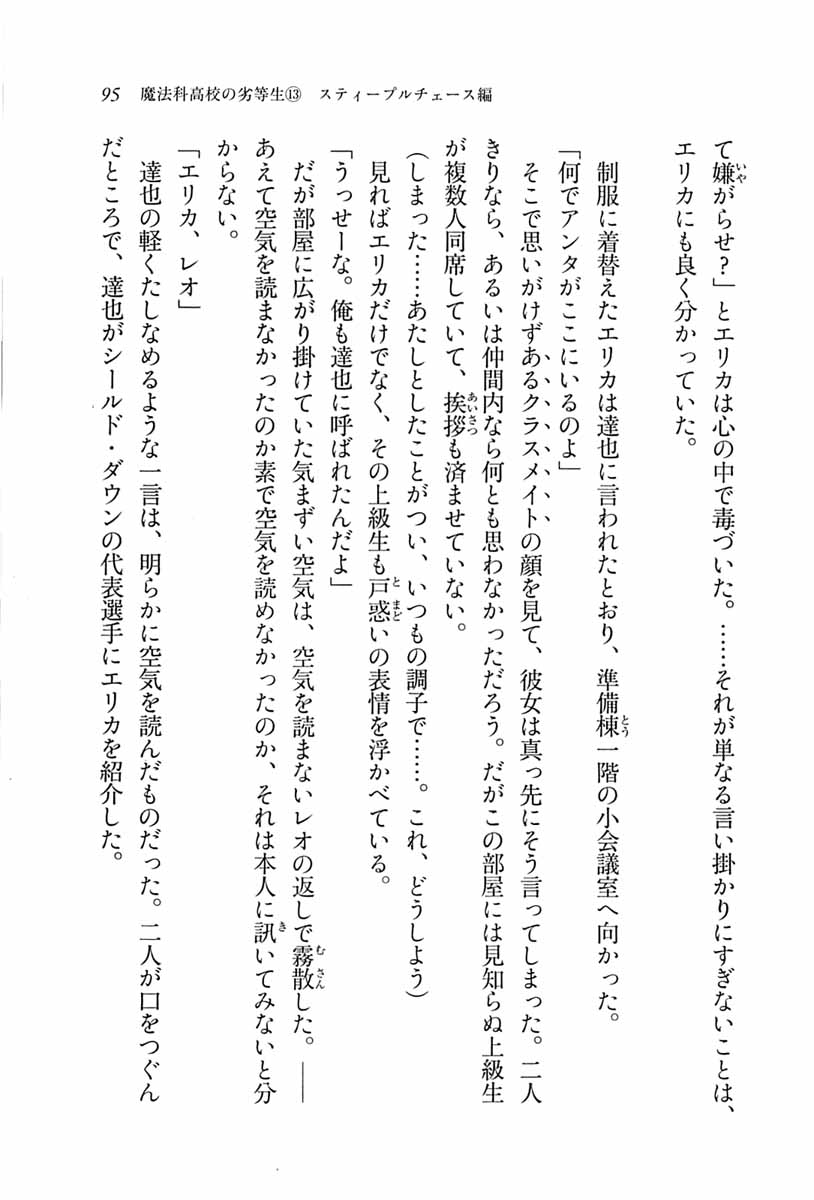 95　魔法科高校の劣等生⑬　スティープルチェース編
て嫌がらせ？」とエリカは心の中で毒づいた。……それが単なる言い掛かりにすぎないことは、
エリカにも良く分かっていた。
制服に着替えたエリカは達也に言われたとおり、準備棟一階の小会議室へ向かった。
「何でアンタがここにいるのよ」
そこで思いがけずあるクラスメイトの顔を見て、彼女は真っ先にそう言ってしまった。二人
きりなら、あるいは仲間内なら何とも思わなかっただろう。だがこの部屋には見知らぬ上級生
が複数人同席していて、挨拶も済ませていない。
（しまった……あたしとしたことがつい、いつもの調子で……。これ、どうしよう）
見ればエリカだけでなく、その上級生も戸惑いの表情を浮かべている。
「うっせーな。俺も達也に呼ばれたんだよ」
だが部屋に広がり掛けていた気まずい空気は、空気を読まないレオの返しで霧散した。――
あえて空気を読まなかったのか素で空気を読めなかったのか、それは本人に訊いてみないと分
からない。
「エリカ、レオ」
達也の軽くたしなめるような一言は、明らかに空気を読んだものだった。二人が口をつぐん
だところで、達也がシールド・ダウンの代表選手にエリカを紹介した。